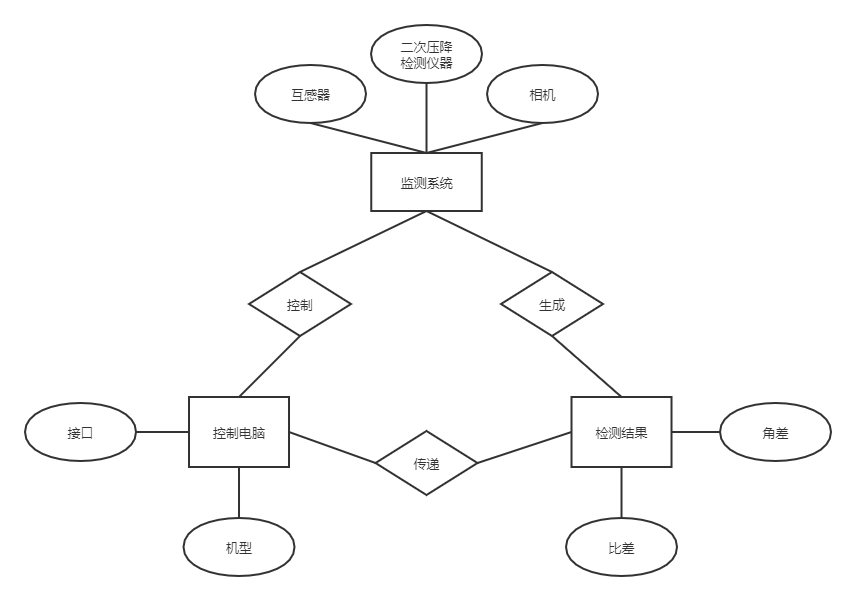 二次压降
检测仪器
互感器
相机
监测系统
控制
生成
接口
控制电脑
检测结果
角差
传递
机型
比差